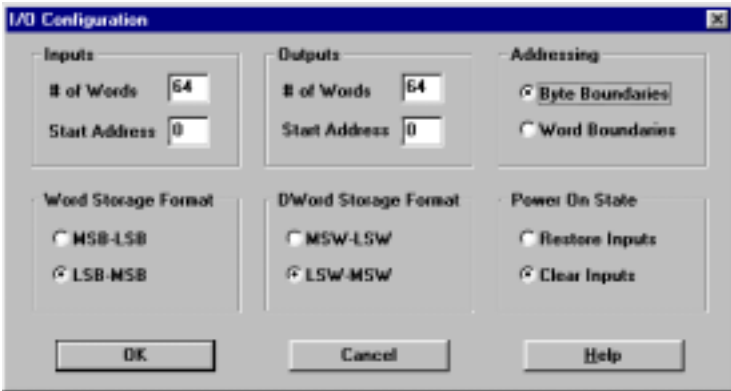 I/O Configuration
Inputs
# of Words 64
Start Address 0
Outputs
# of Words 64
Start Address 0
Addressing
Byte Boundaries
Word Boundaries
Word Storage Format
MSB-LSB
LSB-MSB
DWord Storage Format
MSW-LSW
LSW-MSW
Power On State
Restore Inputs
Clear Inputs
OK
Cancel
Help